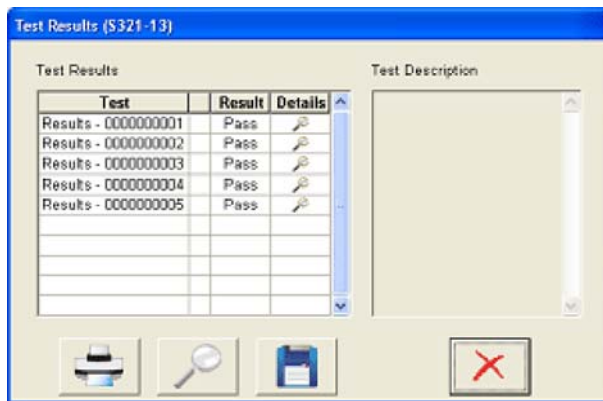 Test Results (S321-13)
Test Results
Test Description
Test Result Details
Results - 0000000001 Pass
Results - 0000000002 Pass
Results - 0000000003 Pass
Results - 0000000004 Pass
Results - 0000000005 Pass